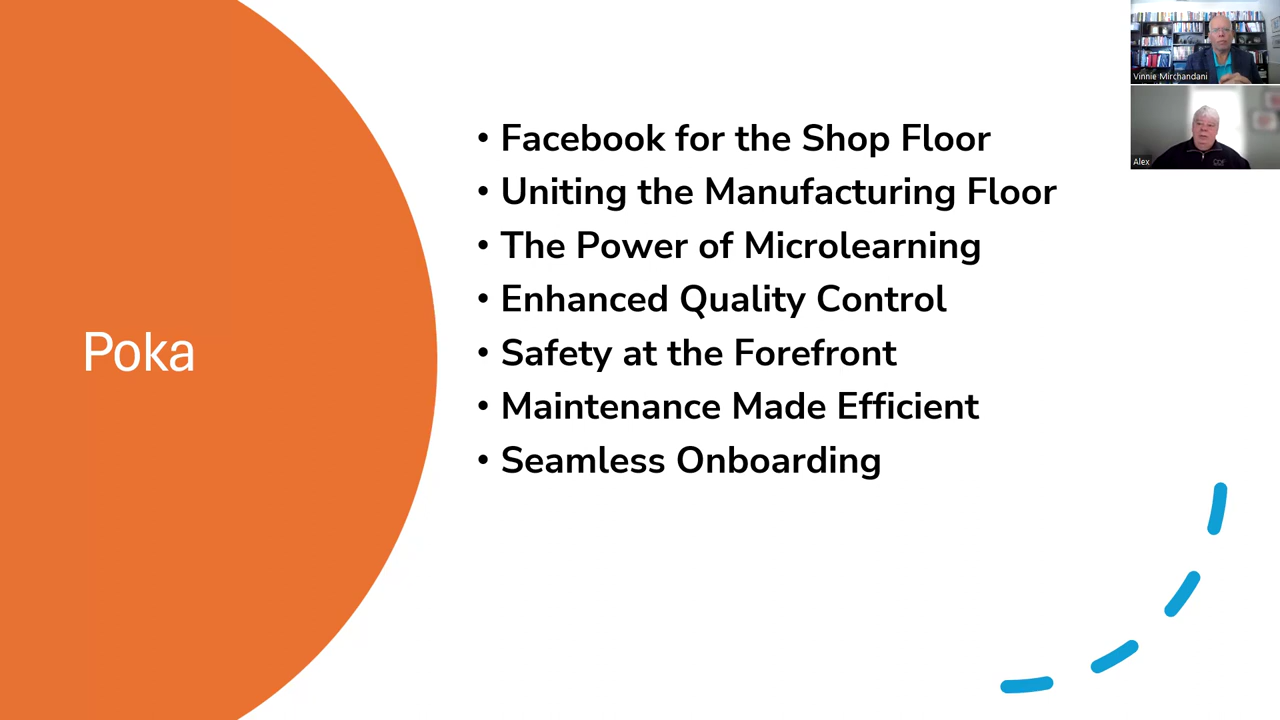 Poka
• Facebook for the Shop Floor
• Uniting the Manufacturing Floor
• The Power of Microlearning
• Enhanced Quality Control
• Safety at the Forefront
• Maintenance Made Efficient
• Seamless Onboarding
Vinnie Mirchandani
Alex